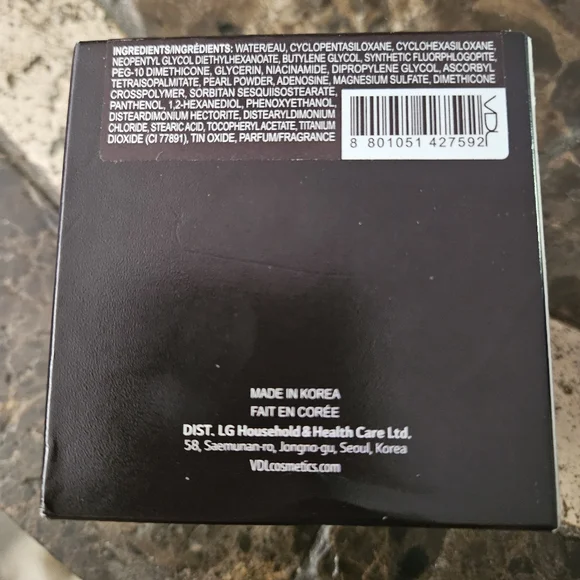 INGREDIENTS/INGRÉDIENTS: WATER/EAU, CYCLOPENTASILOXANE, CYCLOHEXASILOXANE,
NEOPENTYL GLYCOL DIETHYLHEXANOATE, BUTYLENE GLYCOL, SYNTHETIC FLUORPHLOGOPITE,
PEG-10 DIMETHICONE, GLYCERIN, NIACINAMIDE, DIPROPYLENE GLYCOL, ASCORBYL
TETRAISOPALMITATE, PEARL POWDER, ADENOSINE, MAGNESIUM SULFATE, DIMETHICONE
CROSSPOLYMER, SORBITAN SESQUIISOSTEARATE,
PANTHENOL, 1,2-HEXANEDIOL, PHENOXYETHANOL,
DISTEARDIMONIUM HECTORITE, DISTEARYLDIMONIUM
CHLORIDE, STEARIC ACID, TOCOPHERYL ACETATE, TITANIUM
DIOXIDE (CI 77891), TIN OXIDE, PARFUM/FRAGRANCE
VDL
8 801051 427592
MADE IN KOREA
FAIT EN CORÉE
DIST. LG Household & Health Care Ltd.
58, Saemunan-ro, Jongno-gu, Seoul, Korea
VDLcosmetics.com